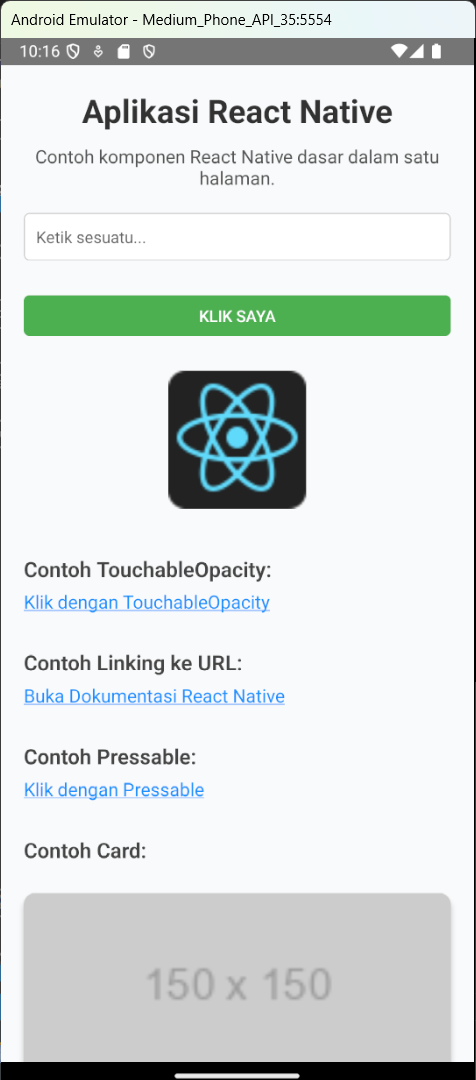 Android Emulator - Medium_Phone_API_35:5554
10:16
Aplikasi React Native
Contoh komponen React Native dasar dalam satu
halaman.
Ketik sesuatu...
KLIK SAYA
Contoh TouchableOpacity:
Klik dengan TouchableOpacity
Contoh Linking ke URL:
Buka Dokumentasi React Native
Contoh Pressable:
Klik dengan Pressable
Contoh Card:
150 x 150